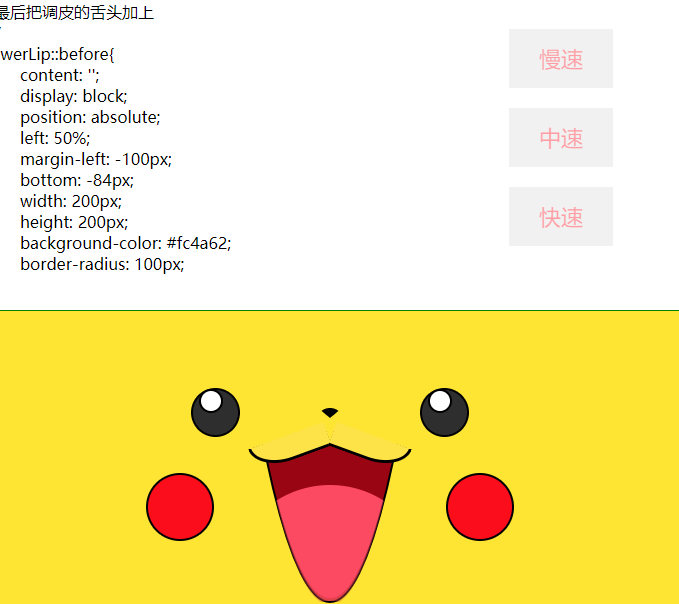 最后把调皮的舌头加上
werLip::before{
content: '';
display: block;
position: absolute;
left: 50%;
margin-left: -100px;
bottom: -84px;
width: 200px;
height: 200px;
background-color: #fc4a62;
border-radius: 100px;
慢速
中速
快速